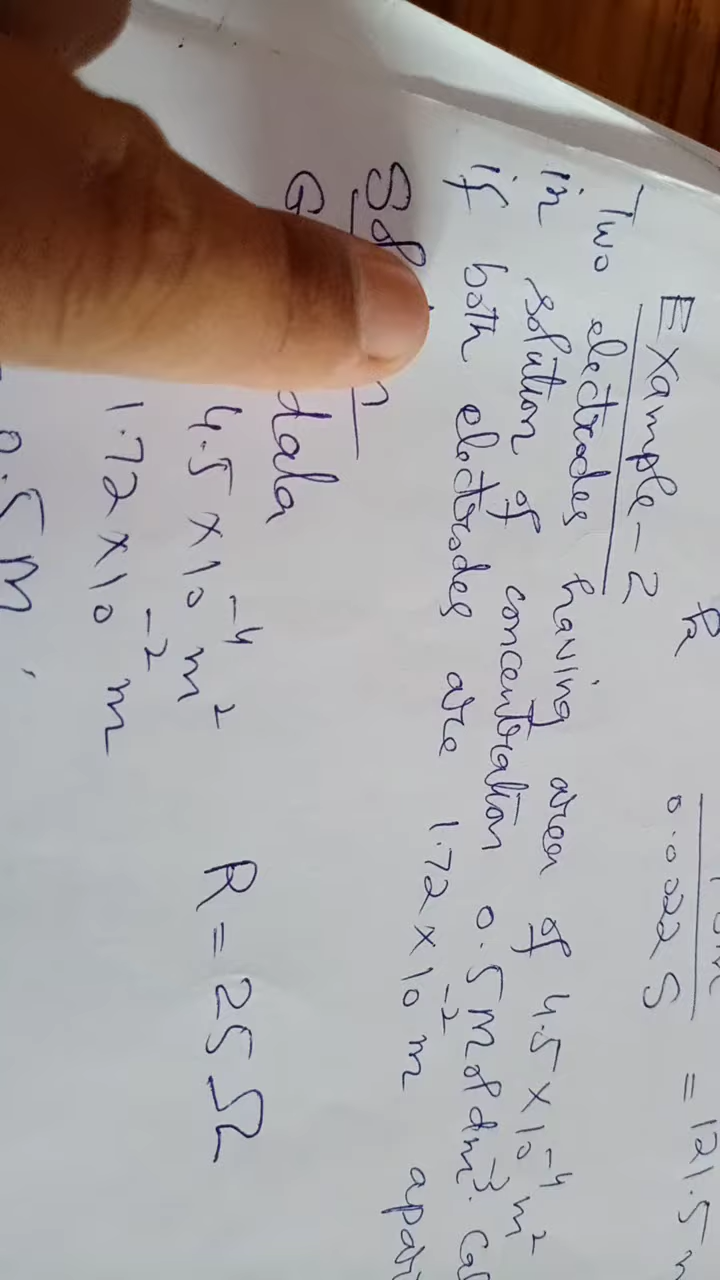 R
0.0222 S = 121.5
Example-2
Two electrodes having area of 4.5 × 10⁻⁴ m²
in solution of concentration 0.5 mol dm⁻³. Cal
if both electrodes are 1.72 × 10⁻² m apart
data
4.5 × 10⁻⁴ m² R = 25 Ω
1.72 × 10⁻² m
0.5 M